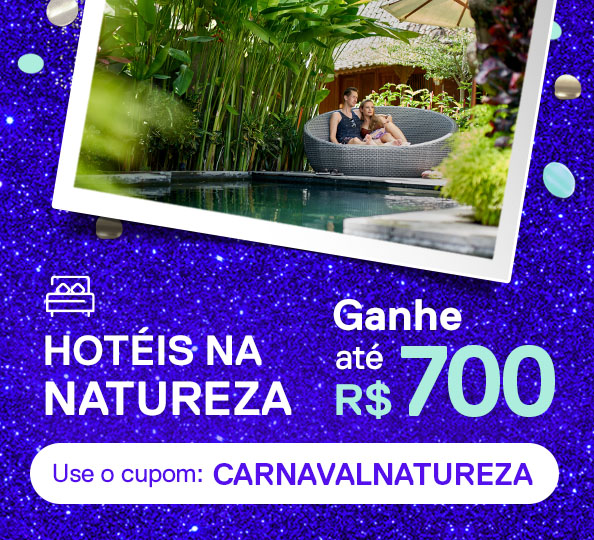 HOTÉIS NA
NATUREZA
Ganhe
até
R$ 700
Use o cupom: CARNAVALNATUREZA